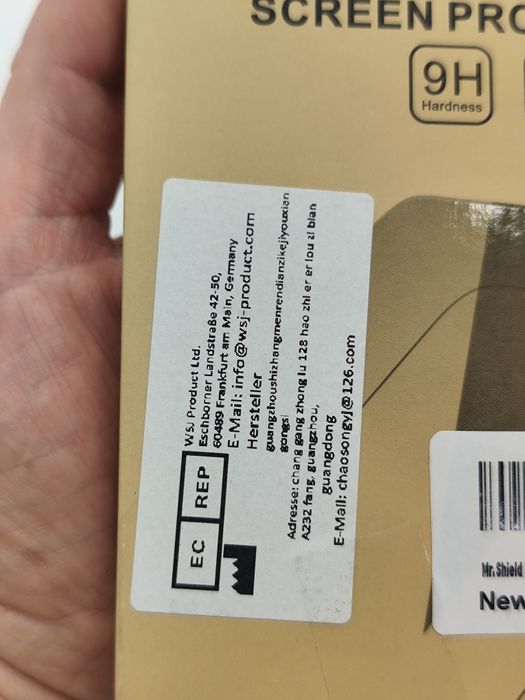 SCREEN PRO
9H
Hardness
EC REP
WSJ Product Ltd.
Eschborner Landstraße 42-50,
60489 Frankfurt am Main, Germany
E-Mail: info@wsj-product.com
Hersteller
guangzhoushizhangmenrendianzikejiyouxian
gongsi
Adresse: chang gang zhong lu 128 hao zhi er er lou zi bian
A232 fang, guangzhou,
guangdong
E-Mail: chaosongyj@126.com
Mr.Shield
New